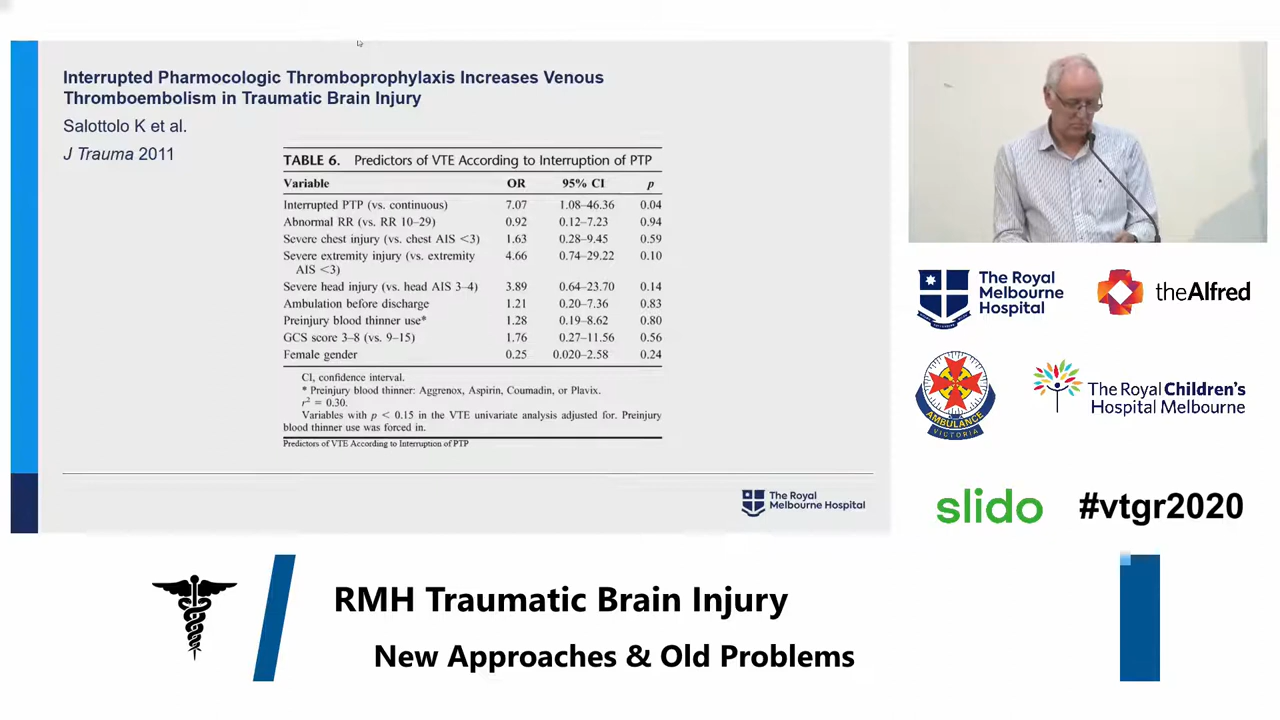 Interrupted Pharmocologic Thromboprophylaxis Increases Venous
Thromboembolism in Traumatic Brain Injury
Salottolo K et al.
J Trauma 2011
TABLE 6. Predictors of VTE According to Interruption of PTP
Variable OR 95% CI p
Interrupted PTP (vs. continuous) 7.07 1.08–46.36 0.04
Abnormal RR (vs. RR 10–29) 0.92 0.12–7.23 0.94
Severe chest injury (vs. chest AIS <3) 1.63 0.28–9.45 0.59
Severe extremity injury (vs. extremity 4.66 0.74–29.22 0.10
AIS <3)
Severe head injury (vs. head AIS 3–4) 3.89 0.64–23.70 0.14
Ambulation before discharge 1.21 0.20–7.36 0.83
Preinjury blood thinner use* 1.28 0.19–8.62 0.80
GCS score 3–8 (vs. 9–15) 1.76 0.27–11.56 0.56
Female gender 0.25 0.020–2.58 0.24
CI, confidence interval.
* Preinjury blood thinner: Aggrenox, Aspirin, Coumadin, or Plavix.
r² = 0.30.
Variables with p < 0.15 in the VTE univariate analysis adjusted for. Preinjury
blood thinner use was forced in.
Predictors of VTE According to Interruption of PTP
The Royal
Melbourne Hospital
The Royal
Melbourne
Hospital
theAlfred
AMBULANCE
VICTORIA
The Royal Children's
Hospital Melbourne
slido #vtgr2020
RMH Traumatic Brain Injury
New Approaches & Old Problems